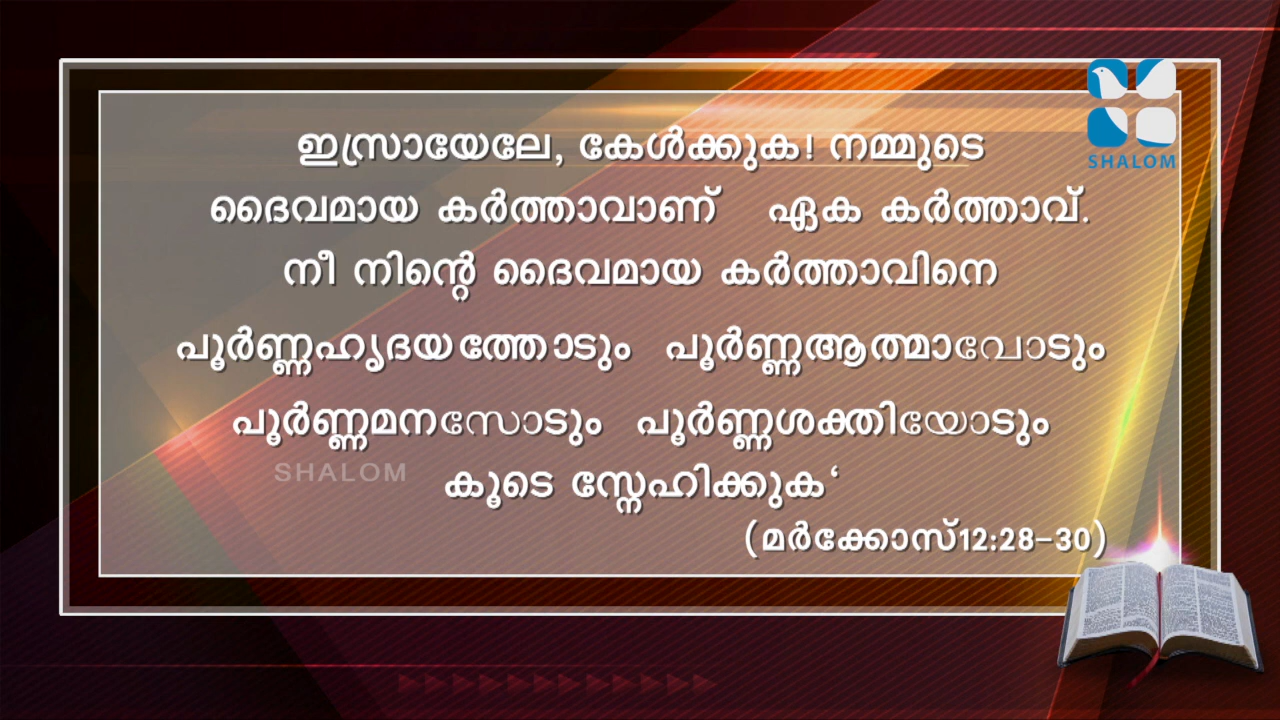 SHALOM
ഇസ്രായേലേ, കേൾക്കുക! നമ്മുടെ
ദൈവമായ കർത്താവാണ് ഏക കർത്താവ്.
നീ നിന്റെ ദൈവമായ കർത്താവിനെ
പൂർണ്ണഹൃദയത്തോടും പൂർണ്ണആത്മാവോടും
പൂർണ്ണമനസോടും പൂർണ്ണശക്തിയോടും
SHALOM
കൂടെ സ്നേഹിക്കുക‘
(മർക്കോസ്12:28-30)